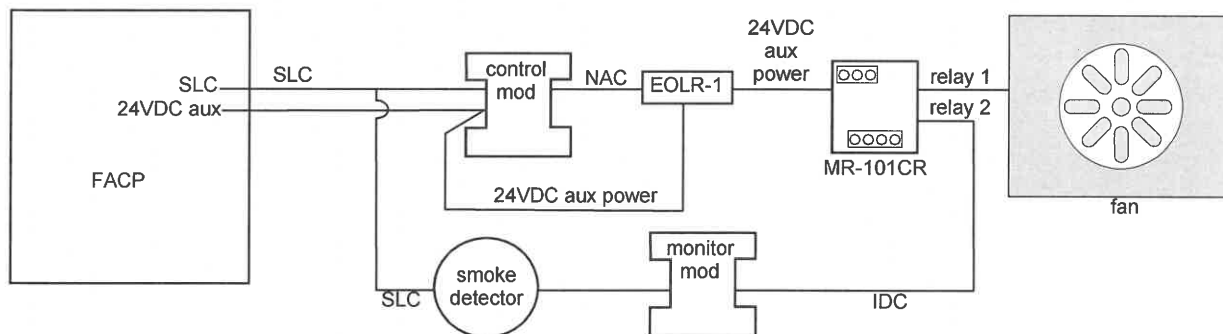 SLC
24VDC aux
FACP
SLC
control
mod
NAC
EOLR-1
24VDC
aux
power
relay 1
relay 2
MR-101CR
fan
24VDC aux power
SLC
smoke
detector
monitor
mod
IDC